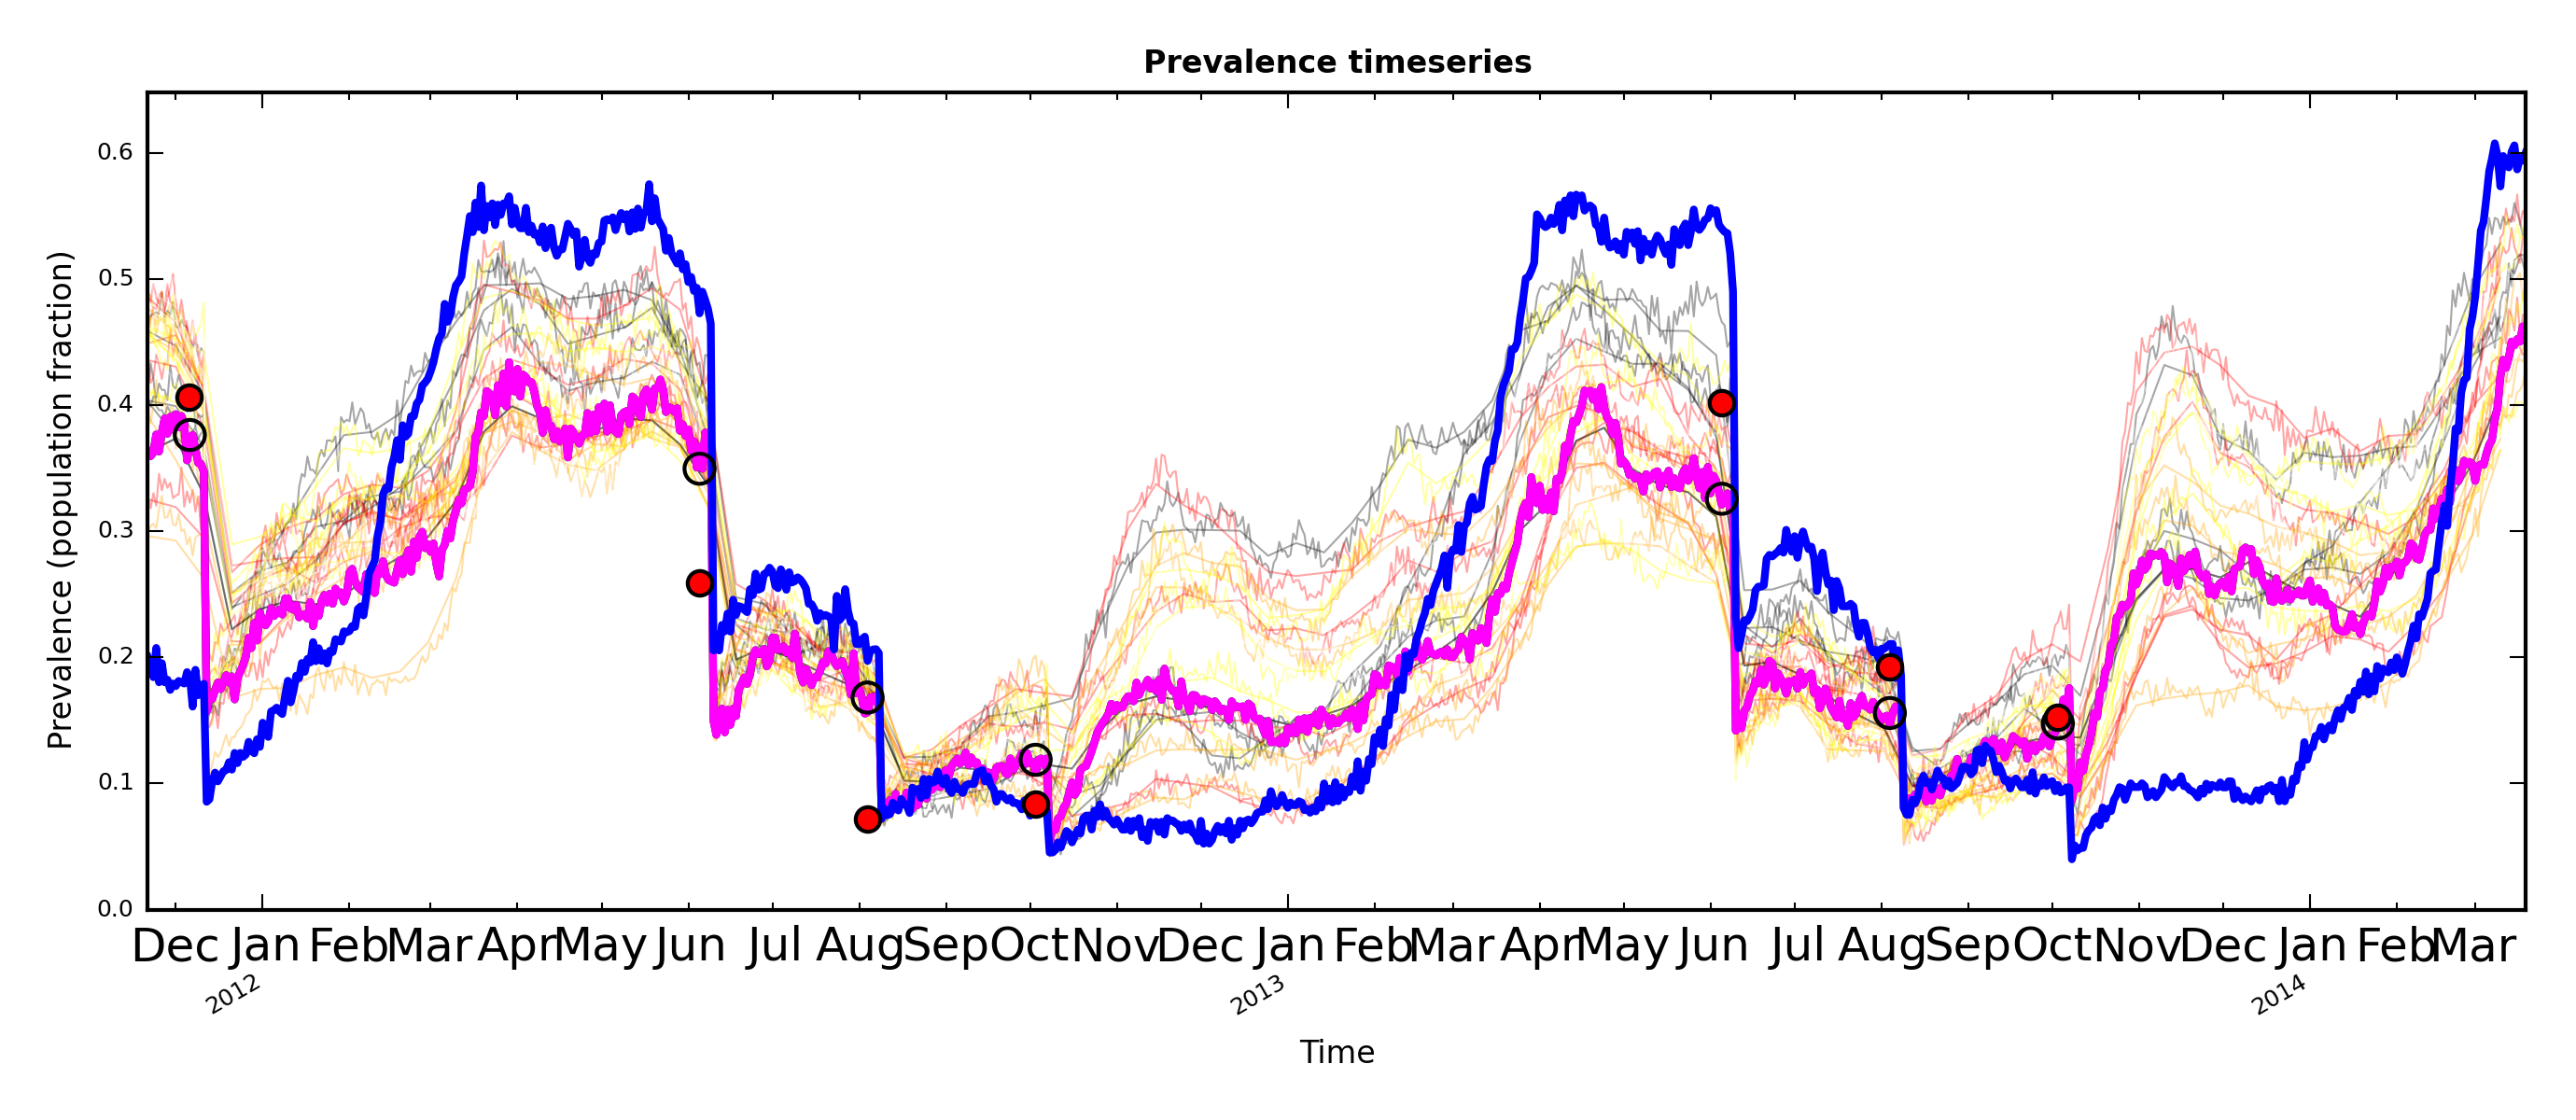 Prevalence timeseries
Prevalence (population fraction)
0.6
0.5
0.4
0.3
0.2
0.1
0.0
Dec Jan Feb Mar Apr May Jun Jul Aug Sep Oct Nov Dec Jan Feb Mar Apr May Jun Jul Aug Sep Oct Nov Dec Jan Feb Mar
2012 2013 2014
Time